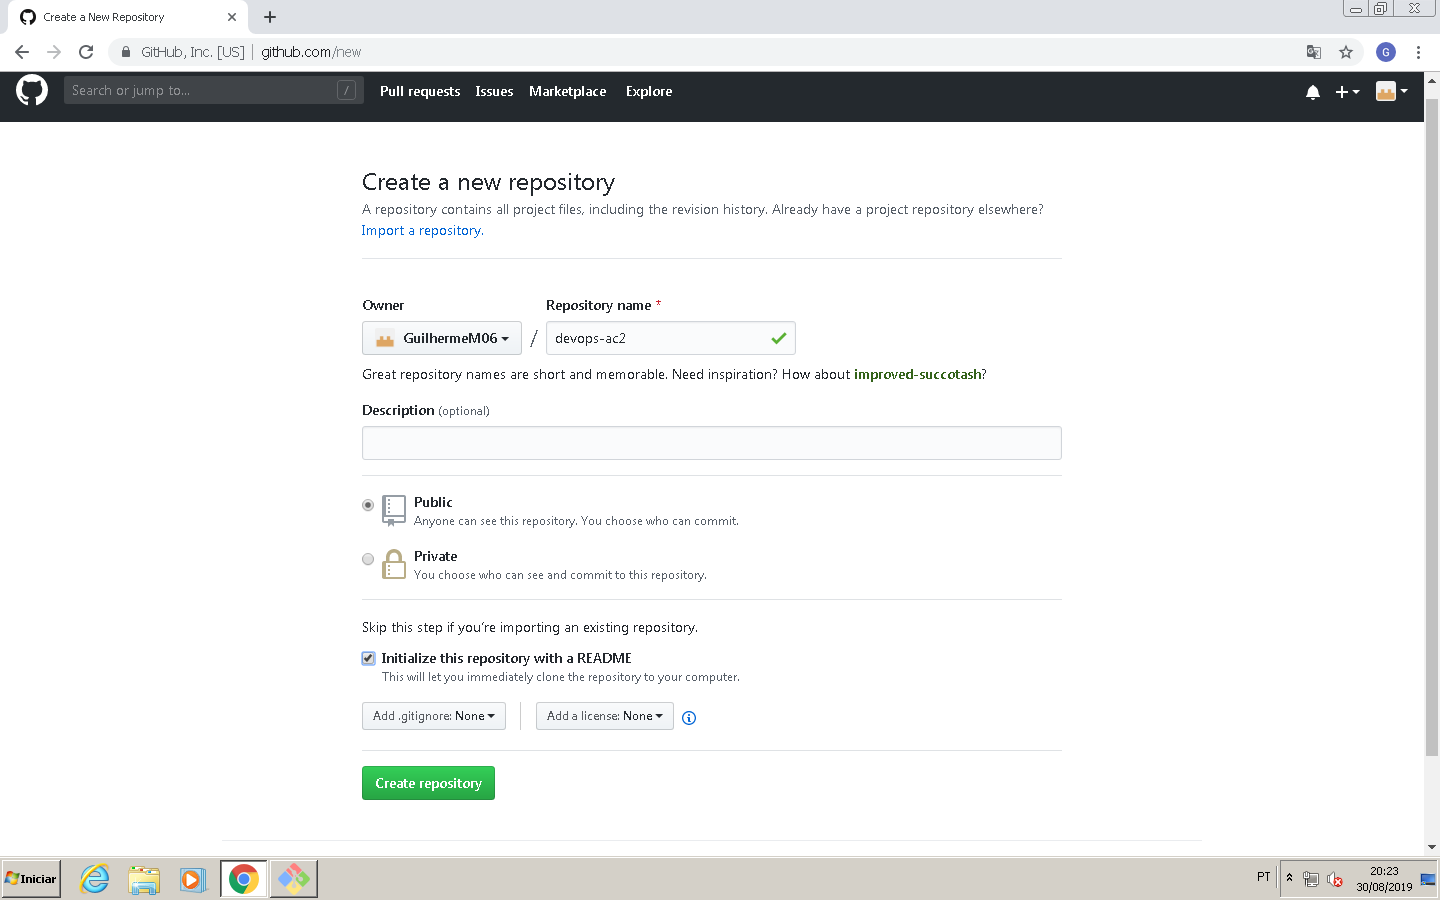 Create a New Repository
GitHub, Inc. [US] | github.com/new
G
Search or jump to...
/
Pull requests
Issues
Marketplace
Explore
Create a new repository
A repository contains all project files, including the revision history. Already have a project repository elsewhere?
Import a repository.
Owner
Repository name *
GuilhermeM06
/
devops-ac2
Great repository names are short and memorable. Need inspiration? How about improved-succotash?
Description (optional)
Public
Anyone can see this repository. You choose who can commit.
Private
You choose who can see and commit to this repository.
Skip this step if you're importing an existing repository.
Initialize this repository with a README
This will let you immediately clone the repository to your computer.
Add .gitignore: None
Add a license: None
Create repository
Iniciar
PT
20:23
30/08/2019